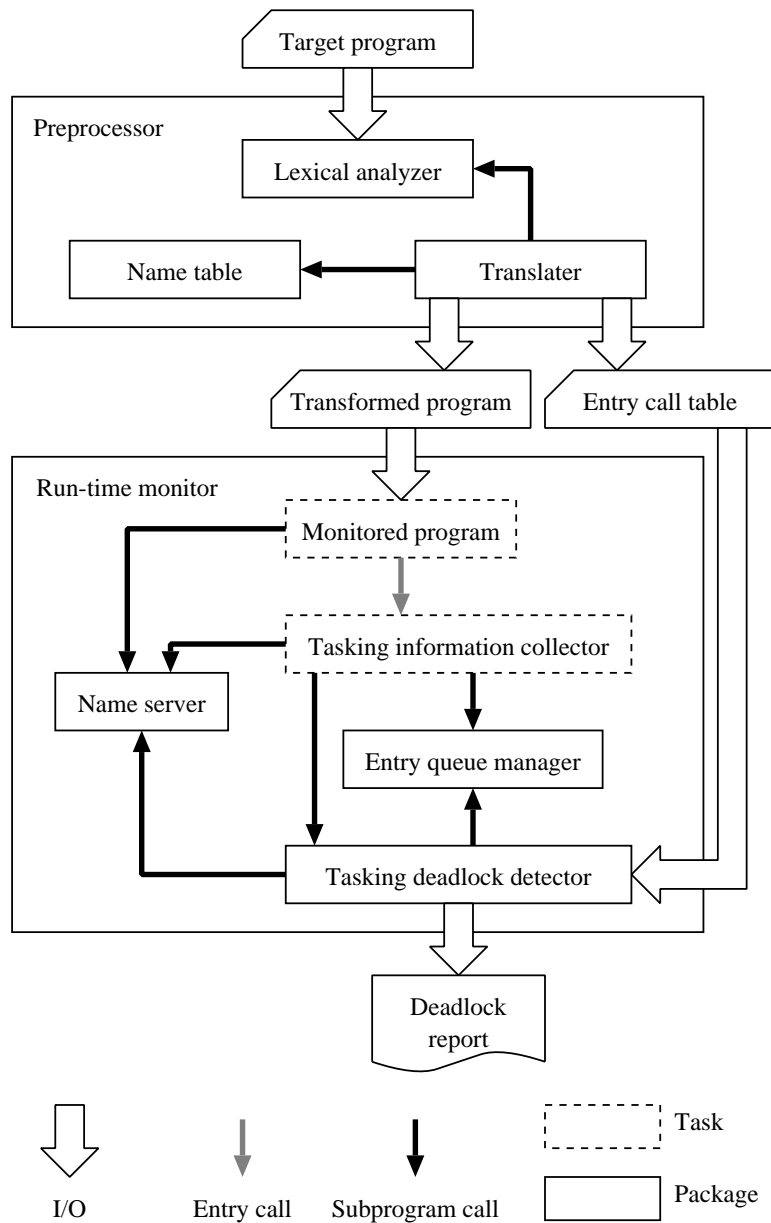 Target program
Preprocessor
Lexical analyzer
Name table
Translater
Transformed program
Entry call table
Run-time monitor
Monitored program
Tasking information collector
Name server
Entry queue manager
Tasking deadlock detector
Deadlock
report
Task
I/O
Entry call
Subprogram call
Package